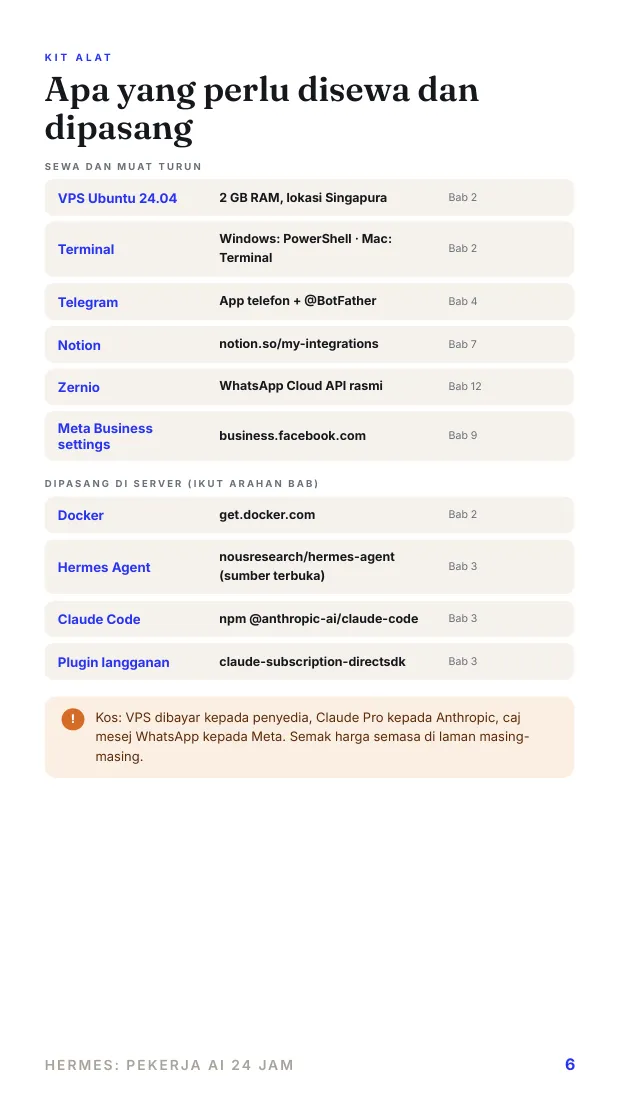 KIT ALAT
Apa yang perlu disewa dan
dipasang
SEWA DAN MUAT TURUN
VPS Ubuntu 24.04 2 GB RAM, lokasi Singapura Bab 2
Terminal Windows: PowerShell · Mac: Terminal Bab 2
Telegram App telefon + @BotFather Bab 4
Notion notion.so/my-integrations Bab 7
Zernio WhatsApp Cloud API rasmi Bab 12
Meta Business settings business.facebook.com Bab 9
DIPASANG DI SERVER (IKUT ARAHAN BAB)
Docker get.docker.com Bab 2
Hermes Agent nousresearch/hermes-agent (sumber terbuka) Bab 3
Claude Code npm @anthropic-ai/claude-code Bab 3
Plugin langganan claude-subscription-directsdk Bab 3
! Kos: VPS dibayar kepada penyedia, Claude Pro kepada Anthropic, caj
mesej WhatsApp kepada Meta. Semak harga semasa di laman masing-
masing.
HERMES: PEKERJA AI 24 JAM 6